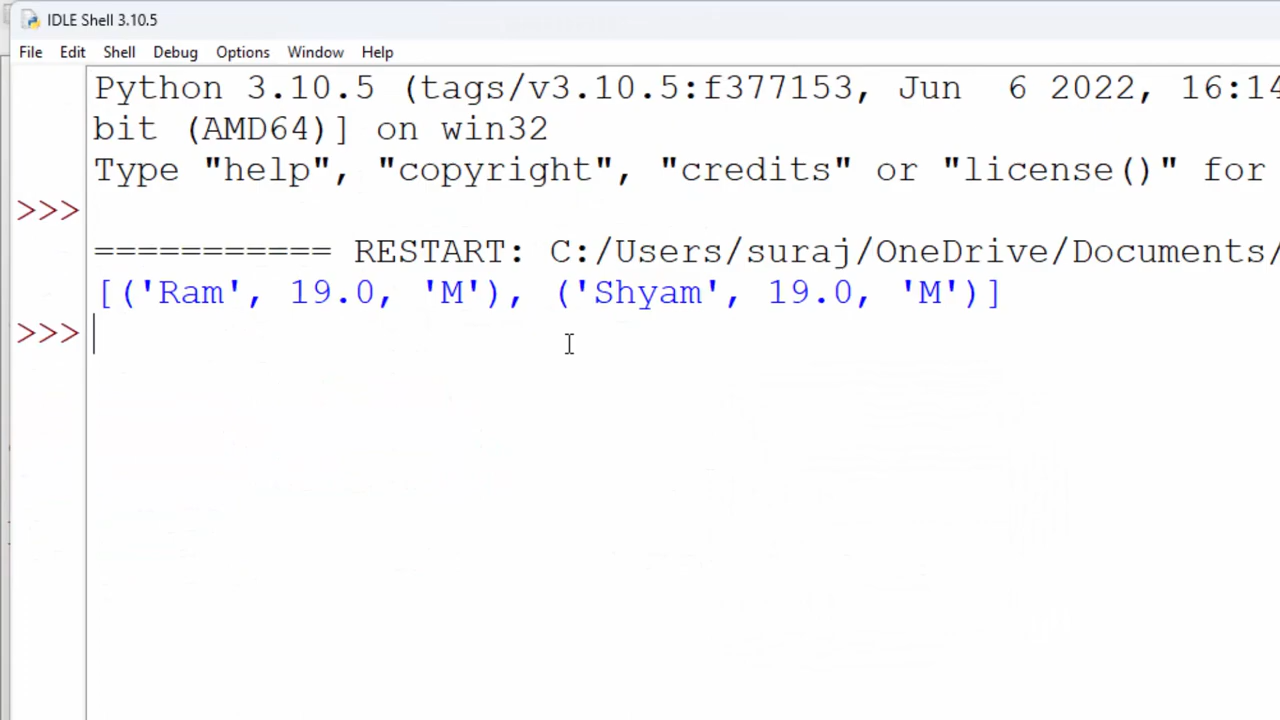 IDLE Shell 3.10.5
File Edit Shell Debug Options Window Help
Python 3.10.5 (tags/v3.10.5:f377153, Jun  6 2022, 16:14
bit (AMD64)] on win32
Type "help", "copyright", "credits" or "license()" for
>>>
=========== RESTART: C:/Users/suraj/OneDrive/Documents/
[('Ram', 19.0, 'M'), ('Shyam', 19.0, 'M')]
>>>